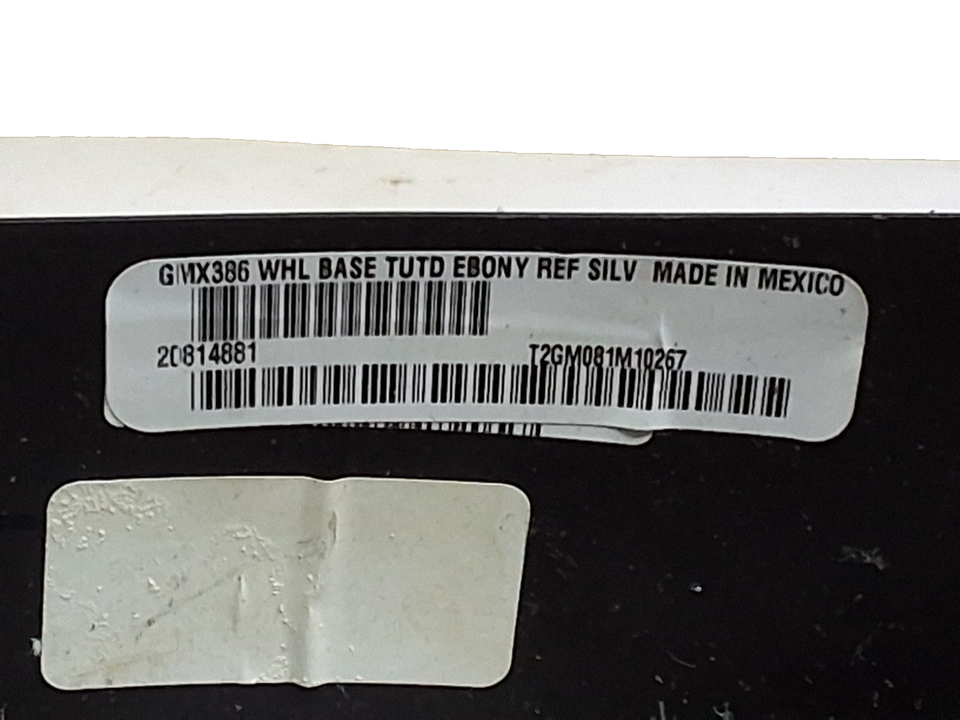 GMX386 WHL BASE TUTD EBONY REF SILV MADE IN MEXICO
20814881 T2GM081M10267